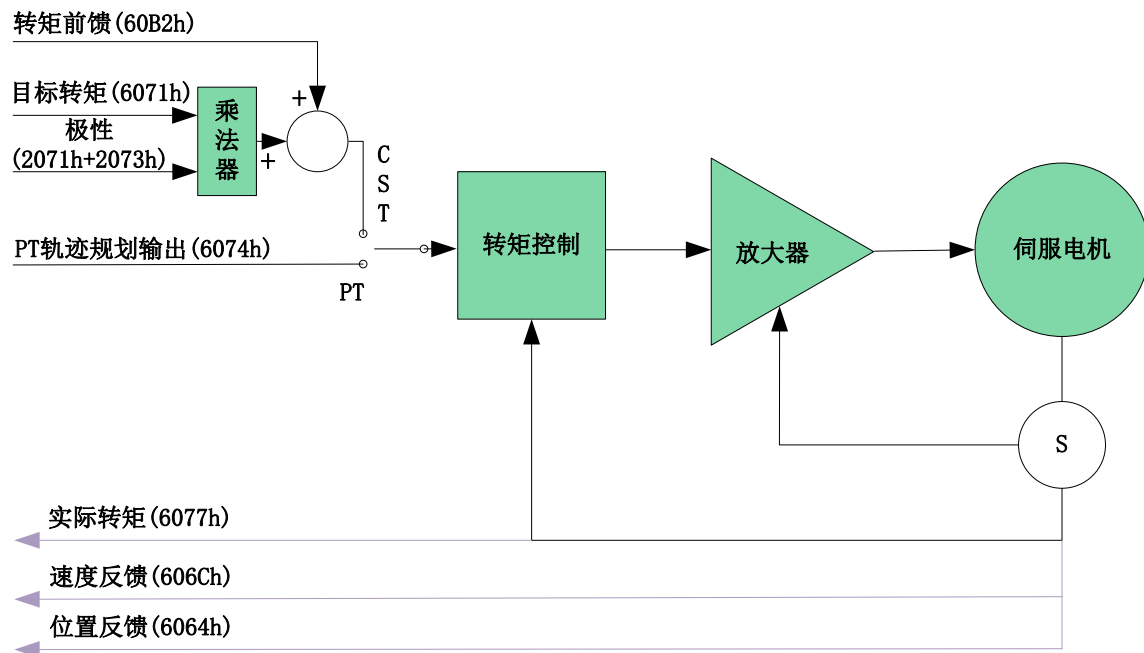 转矩前馈(60B2h)
目标转矩(6071h)
极性
(2071h+2073h)
乘
法
器
+
+
C
S
T
PT轨迹规划输出(6074h)
PT
转矩控制
放大器
伺服电机
S
实际转矩(6077h)
速度反馈(606Ch)
位置反馈(6064h)